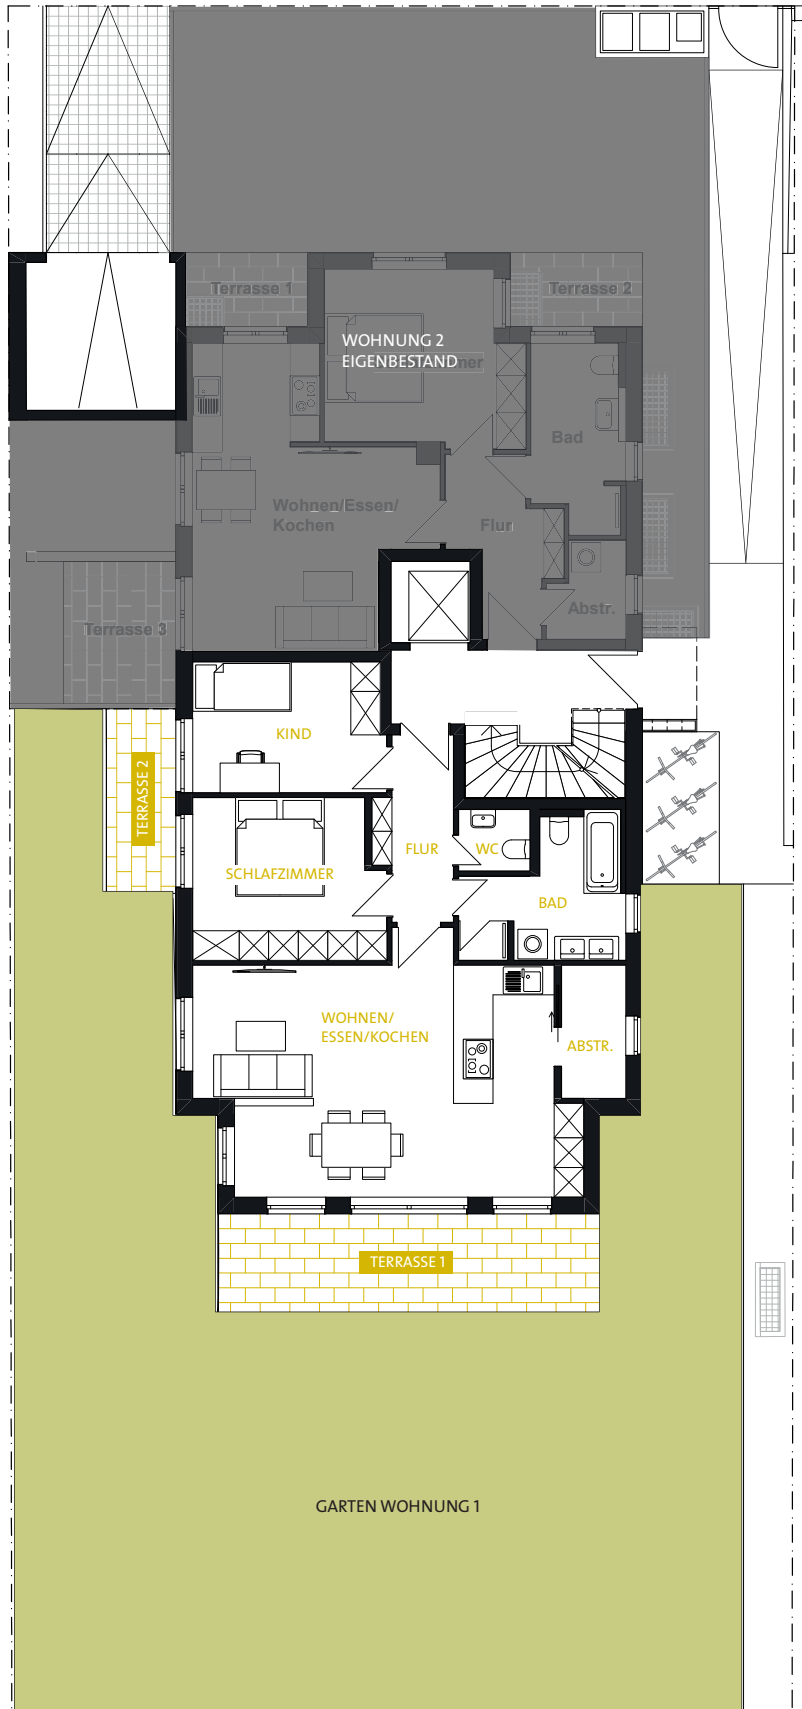 Terrasse 1
Terrasse 2
WOHNUNG 2
EIGENBESTAND
Bad
Wohnen/Essen/
Kochen
Flur
Abstr.
Terrasse 3
KIND
TERRASSE 2
SCHLAFZIMMER
FLUR
WC
BAD
WOHNEN/
ESSEN/KOCHEN
ABSTR.
TERRASSE 1
GARTEN WOHNUNG 1